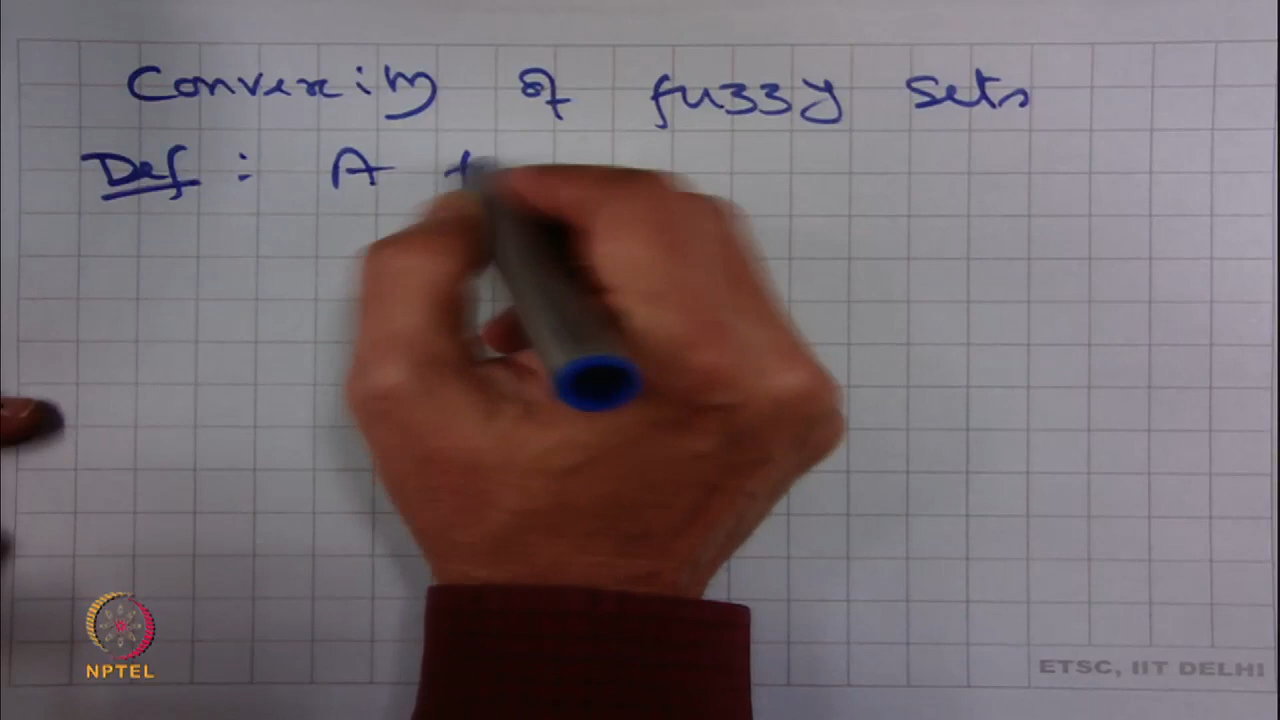 Convexity of fuzzy sets
Def : A f
NPTEL
ETSC, IIT DELHI